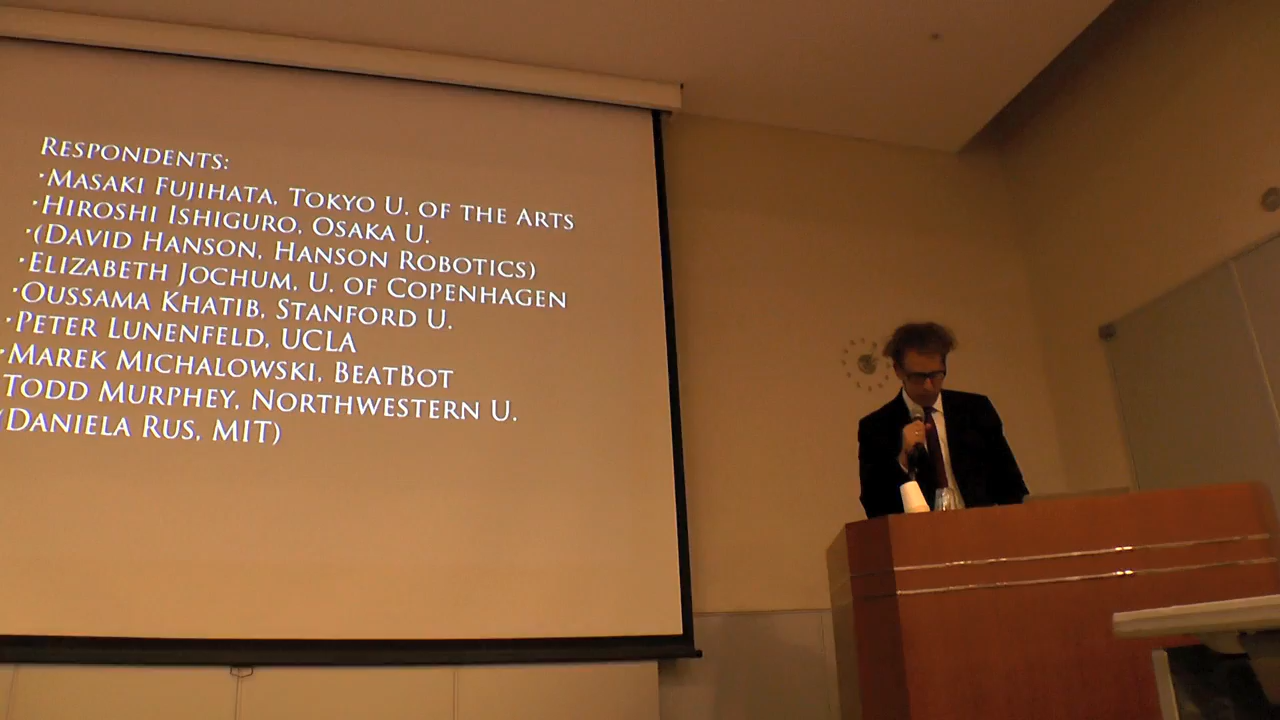 RESPONDENTS:
·MASAKI FUJIHATA, TOKYO U. OF THE ARTS
·HIROSHI ISHIGURO, OSAKA U.
·(DAVID HANSON, HANSON ROBOTICS)
·ELIZABETH JOCHUM, U. OF COPENHAGEN
·OUSSAMA KHATIB, STANFORD U.
·PETER LUNENFELD, UCLA
·MAREK MICHALOWSKI, BEATBOT
TODD MURPHEY, NORTHWESTERN U.
(DANIELA RUS, MIT)